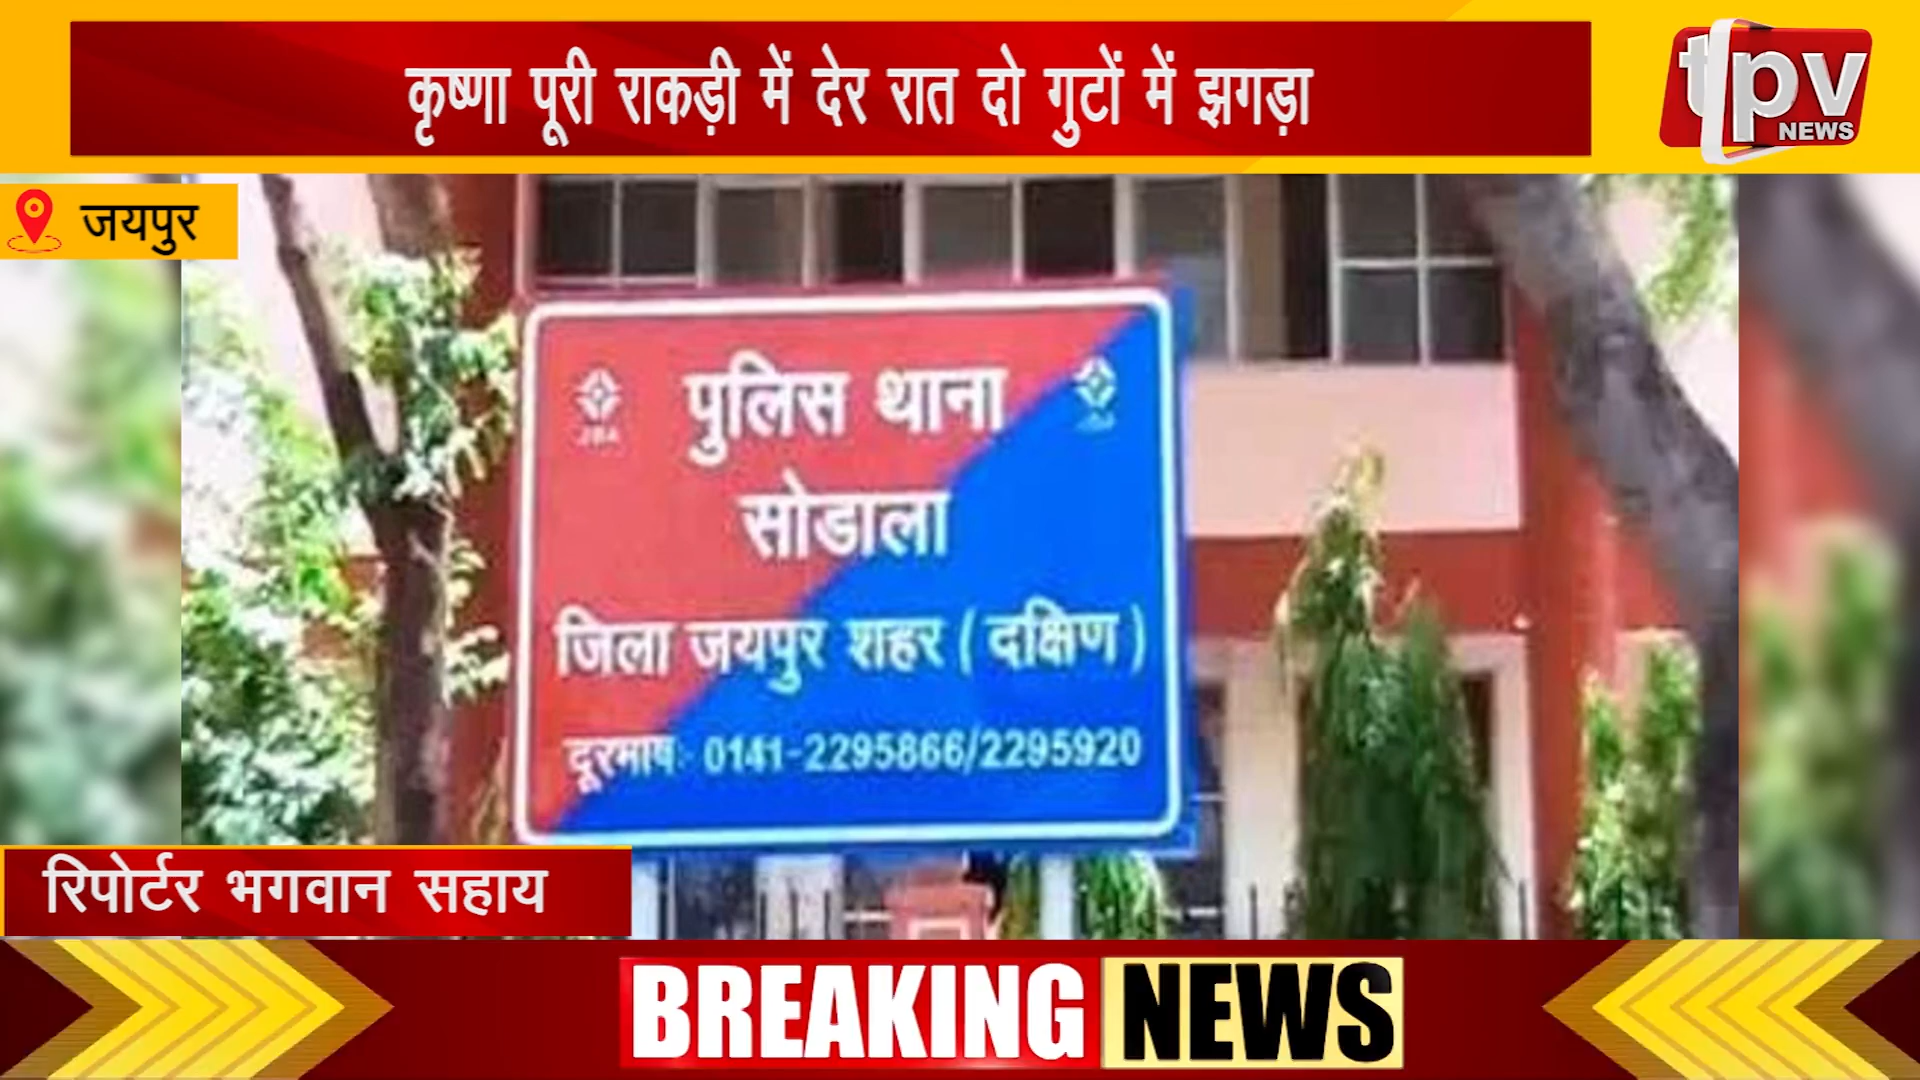 कृष्णा पूरी राकड़ी में देर रात दो गुटों में झगड़ा
tpv
NEWS
जयपुर
पुलिस थाना
सोडाला
जिला जयपुर शहर ( दक्षिण )
दूरभाष- 0141-2295866/2295920
रिपोर्टर भगवान सहाय
BREAKING NEWS